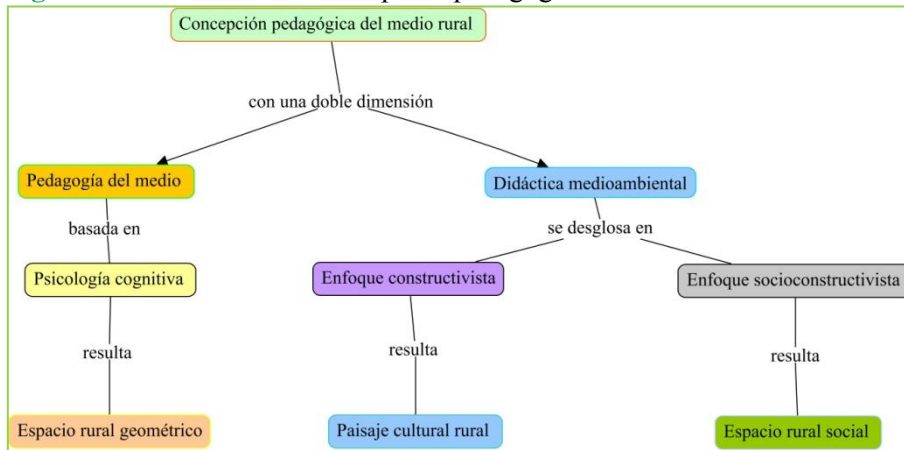 Concepción pedagógica del medio rural
con una doble dimensión
Pedagogía del medio
Didáctica medioambiental
basada en
se desglosa en
Psicología cognitiva
Enfoque constructivista
Enfoque socioconstructivista
resulta
resulta
resulta
Espacio rural geométrico
Paisaje cultural rural
Espacio rural social